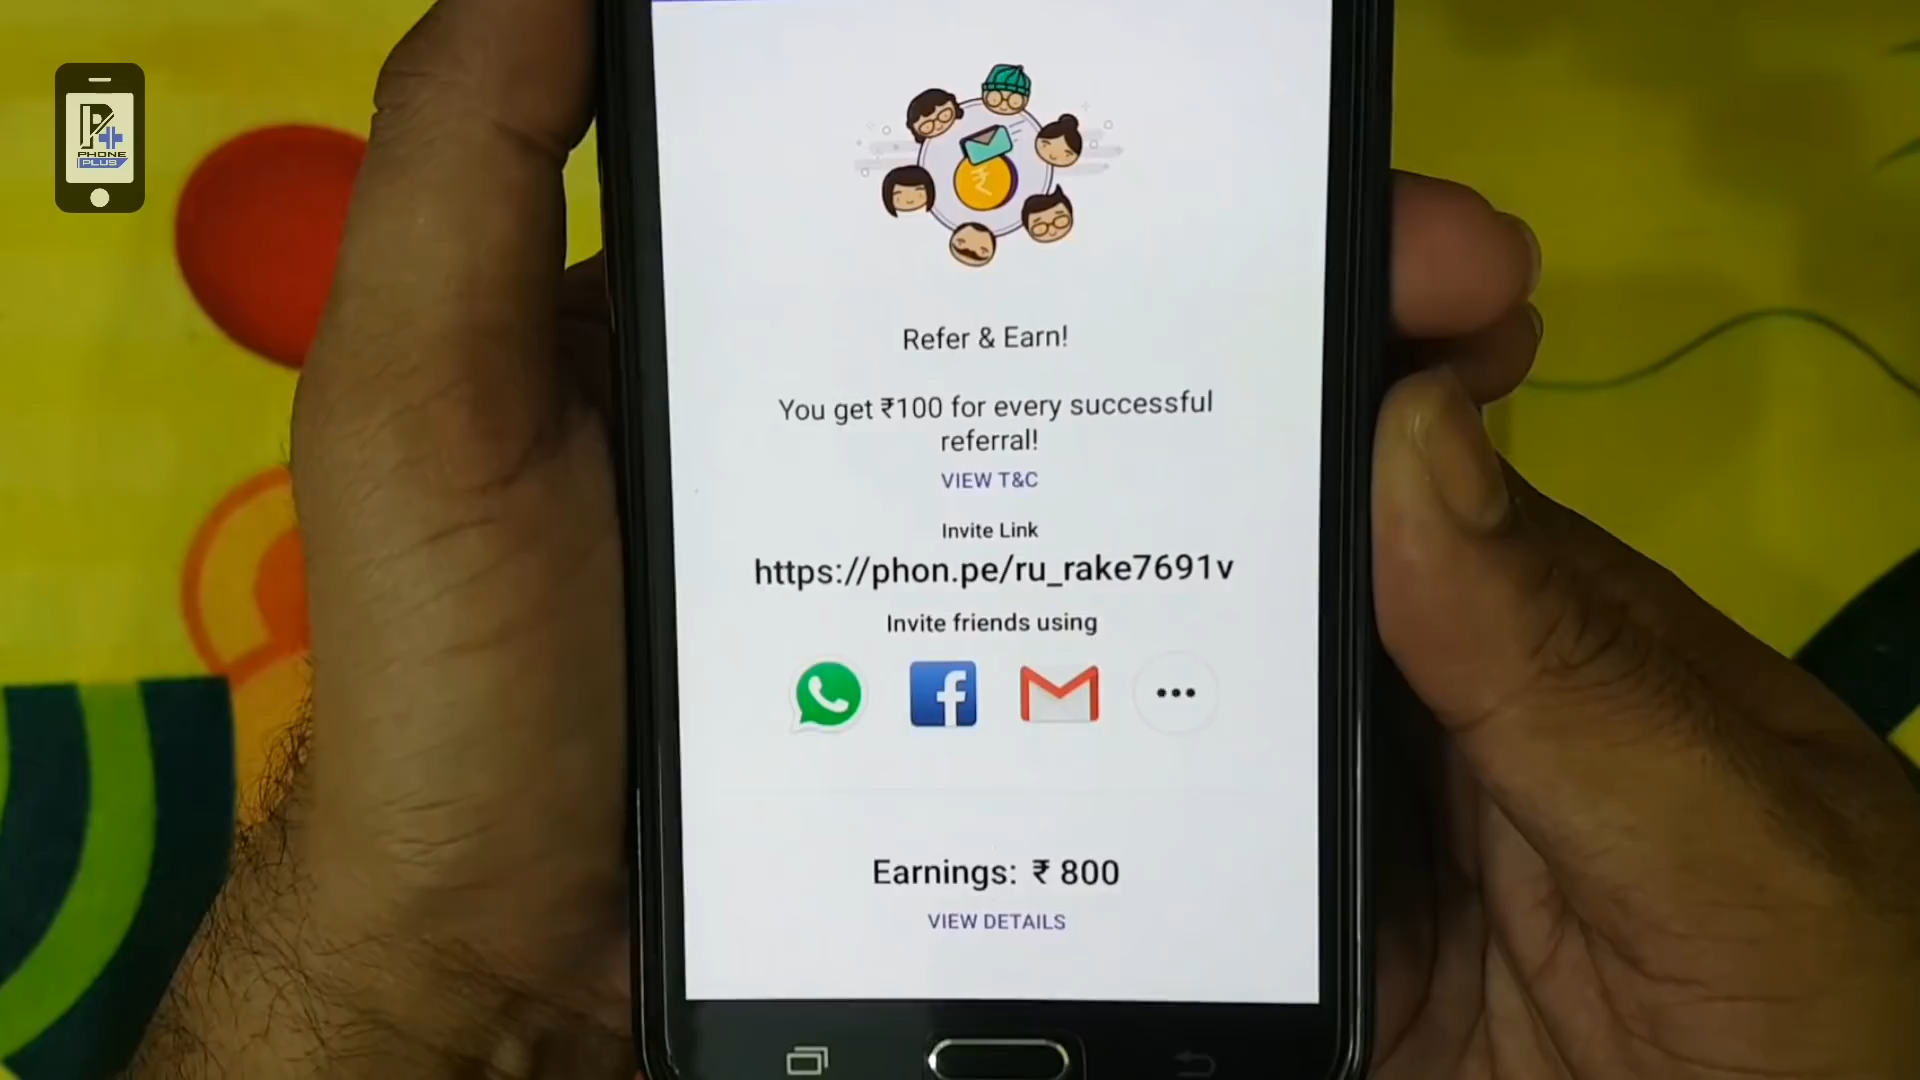 P+
PHONE
PLUS
Refer & Earn!
You get ₹100 for every successful
referral!
VIEW T&C
Invite Link
https://phon.pe/ru_rake7691v
Invite friends using
Earnings: ₹ 800
VIEW DETAILS